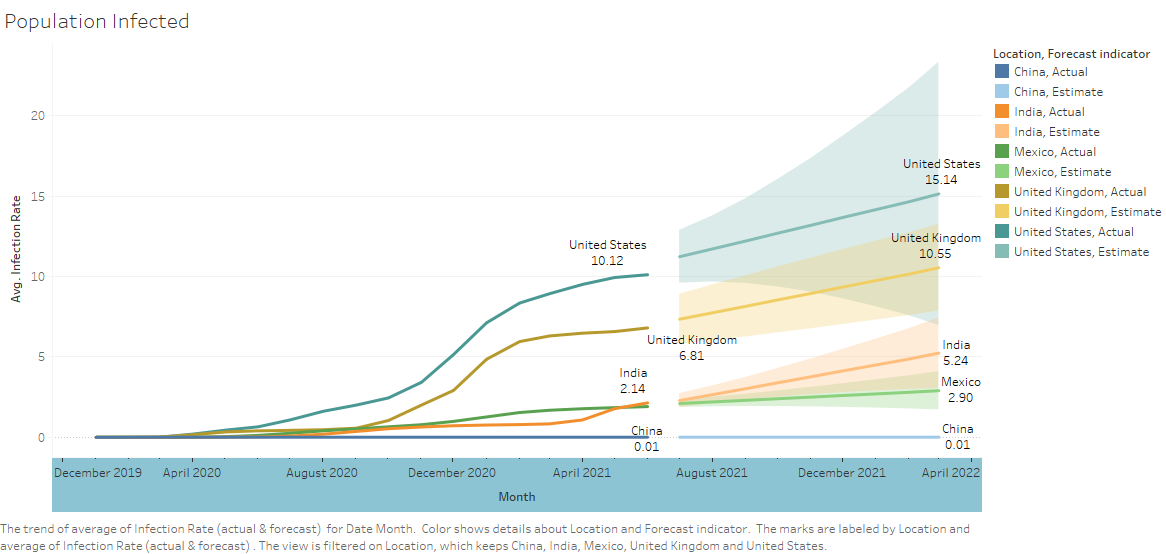 Population Infected
Location, Forecast indicator
China, Actual
China, Estimate
India, Actual
India, Estimate
Mexico, Actual
Mexico, Estimate
United Kingdom, Actual
United Kingdom, Estimate
United States, Actual
United States, Estimate
Avg. Infection Rate
20
15
10
5
0
United States
10.12
United Kingdom
6.81
India
2.14
China
0.01
United States
15.14
United Kingdom
10.55
India
5.24
Mexico
2.90
China
0.01
December 2019 April 2020 August 2020 December 2020 April 2021 August 2021 December 2021 April 2022
Month
The trend of average of Infection Rate (actual & forecast)  for Date Month.  Color shows details about Location and Forecast indicator.  The marks are labeled by Location and
average of Infection Rate (actual & forecast) . The view is filtered on Location, which keeps China, India, Mexico, United Kingdom and United States.